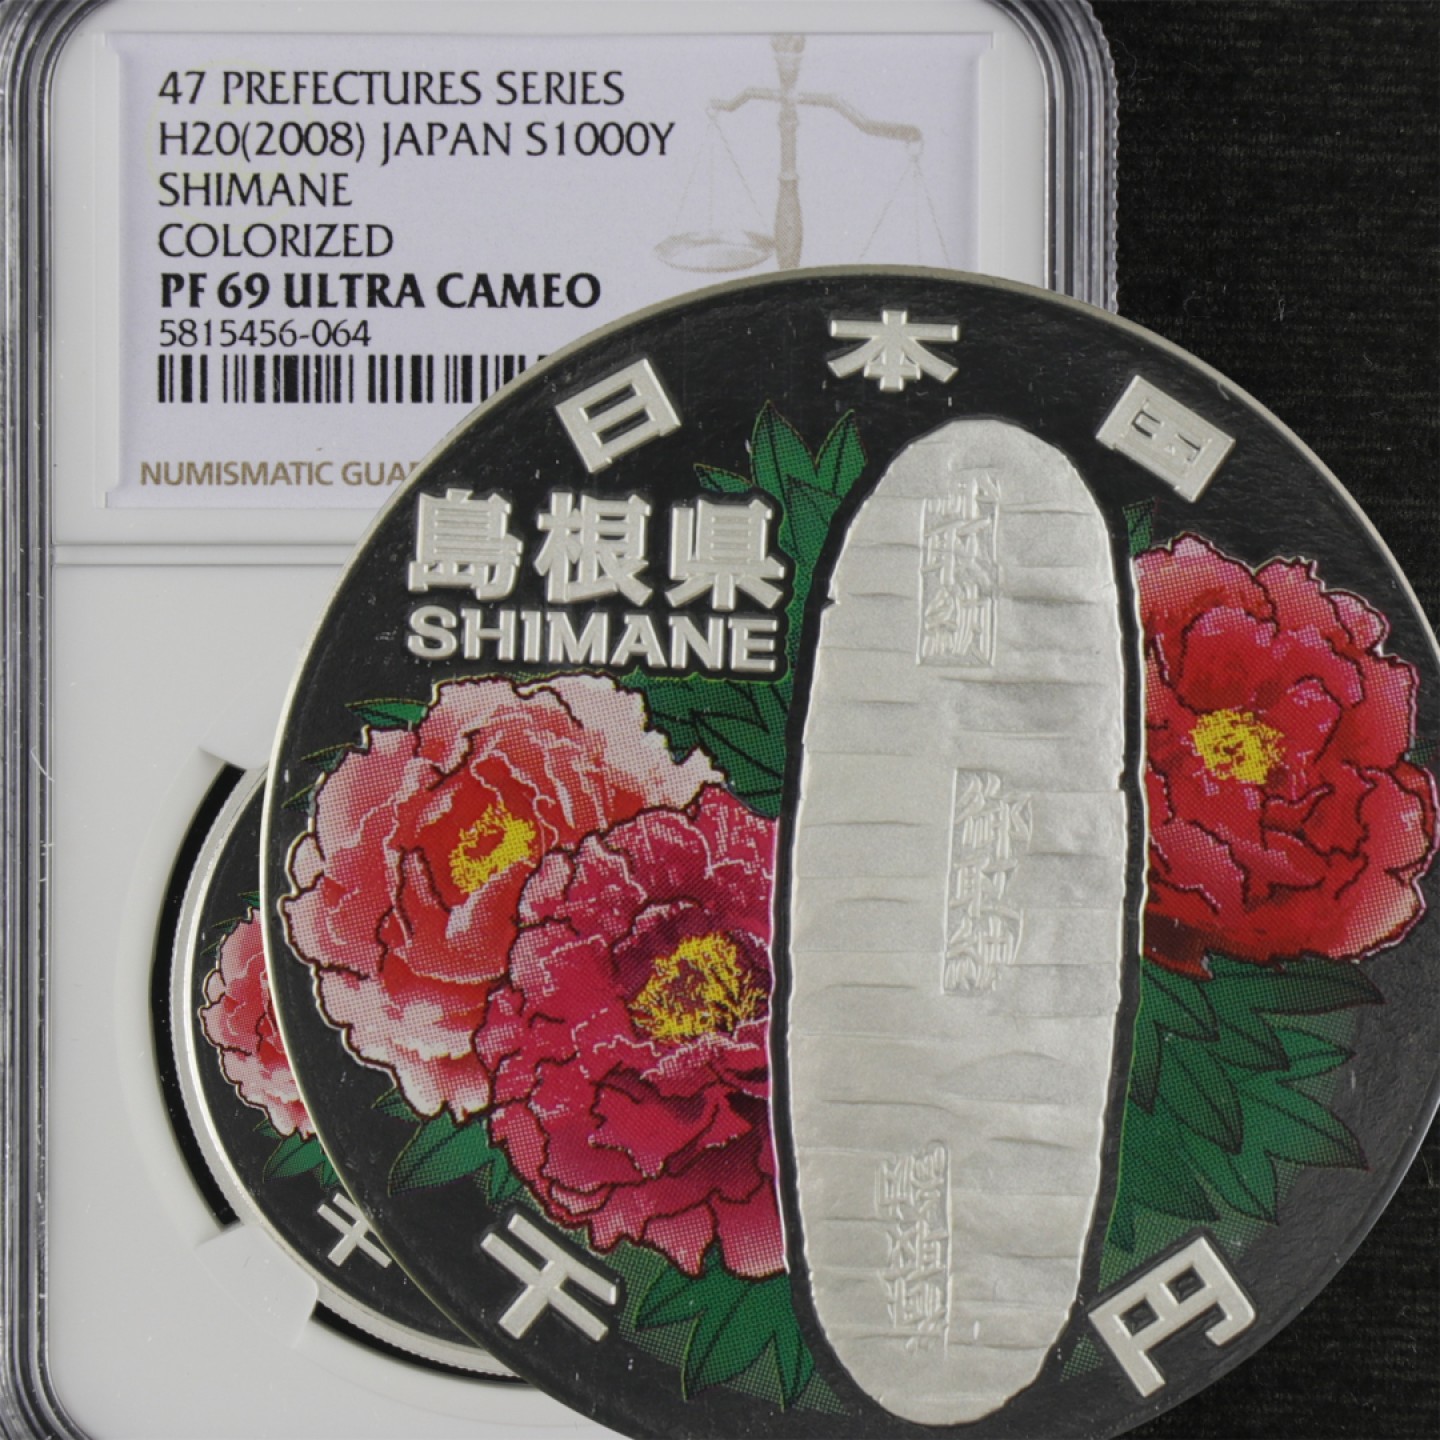 47 PREFECTURES SERIES
H20(2008) JAPAN S1000Y
SHIMANE
COLORIZED
PF 69 ULTRA CAMEO
5815456-064
NUMISMATIC
日本国
島根県
SHIMANE
千円
千